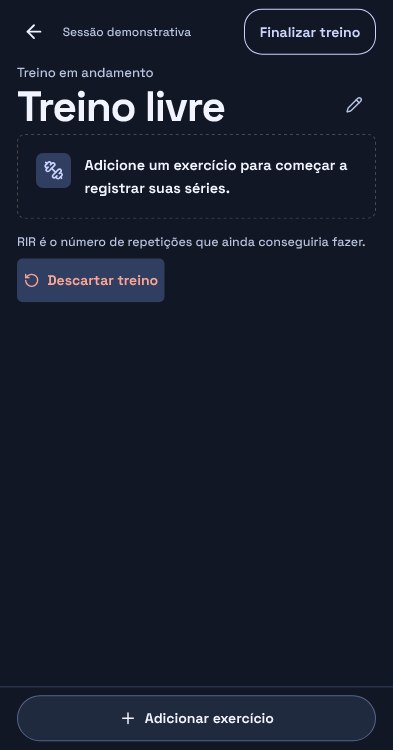 Sessão demonstrativa
Finalizar treino
Treino em andamento
Treino livre
Adicione um exercício para começar a
registrar suas séries.
RIR é o número de repetições que ainda conseguiria fazer.
Descartar treino
Adicionar exercício